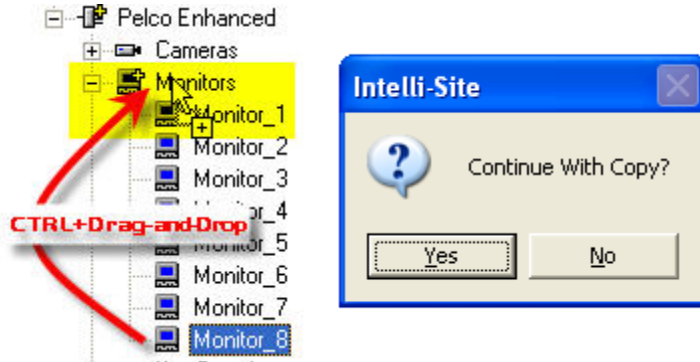 Pelco Enhanced
Cameras
Monitors
Monitor_1
Monitor_2
Monitor_3
_4
CTRL+Drag-and-Drop
Monitor_5
Monitor_6
Monitor_7
Monitor_8
Intelli-Site
Continue With Copy?
Yes
No